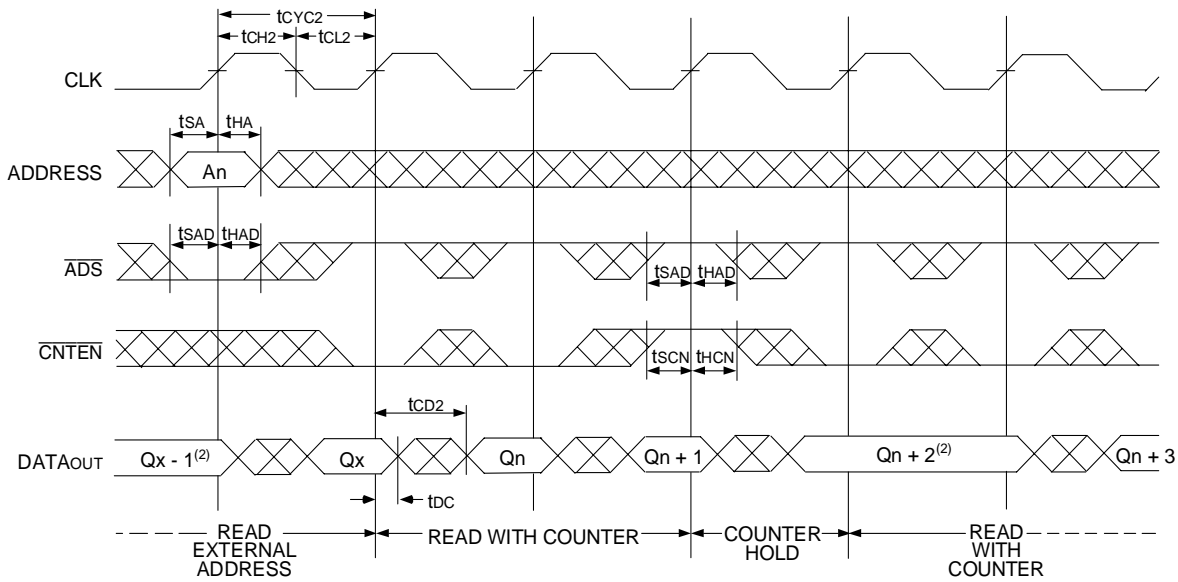 tCYC2
tCH2 tCL2
CLK
tSA tHA
ADDRESS An
tSAD tHAD
ADS
tSAD tHAD
CNTEN
tSCN tHCN
tCD2
DATAOUT Qx - 1(2) Qx Qn Qn + 1 Qn + 2(2) Qn + 3
tDC
READ
EXTERNAL
ADDRESS
READ WITH COUNTER
COUNTER
HOLD
READ
WITH
COUNTER